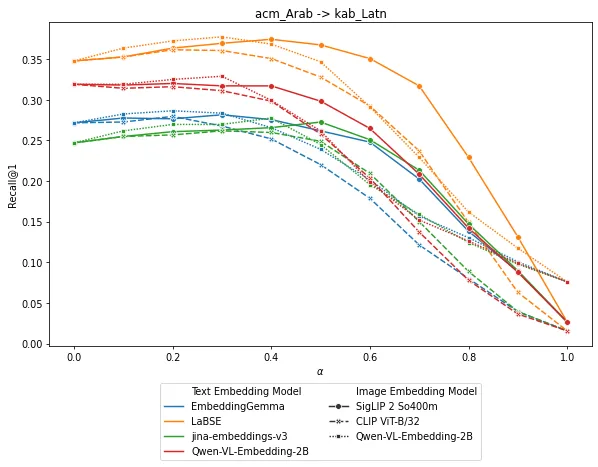 acm_Arab -> kab_Latn
Recall@1
0.35
0.30
0.25
0.20
0.15
0.10
0.05
0.00
0.0 0.2 0.4 0.6 0.8 1.0
α
Text Embedding Model
EmbeddingGemma
LaBSE
jina-embeddings-v3
Qwen-VL-Embedding-2B
Image Embedding Model
SigLIP 2 So400m
CLIP ViT-B/32
Qwen-VL-Embedding-2B